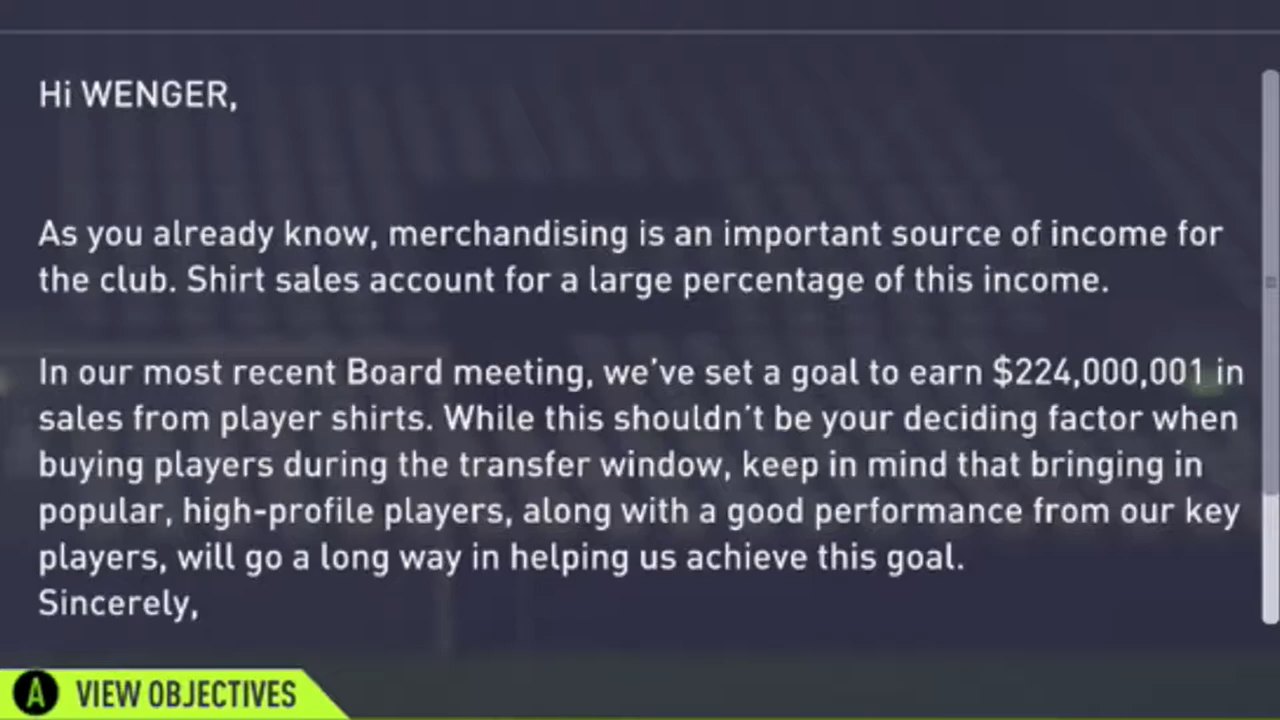 Hi WENGER,
As you already know, merchandising is an important source of income for
the club. Shirt sales account for a large percentage of this income.
In our most recent Board meeting, we've set a goal to earn $224,000,001 in
sales from player shirts. While this shouldn't be your deciding factor when
buying players during the transfer window, keep in mind that bringing in
popular, high-profile players, along with a good performance from our key
players, will go a long way in helping us achieve this goal.
Sincerely,
A VIEW OBJECTIVES